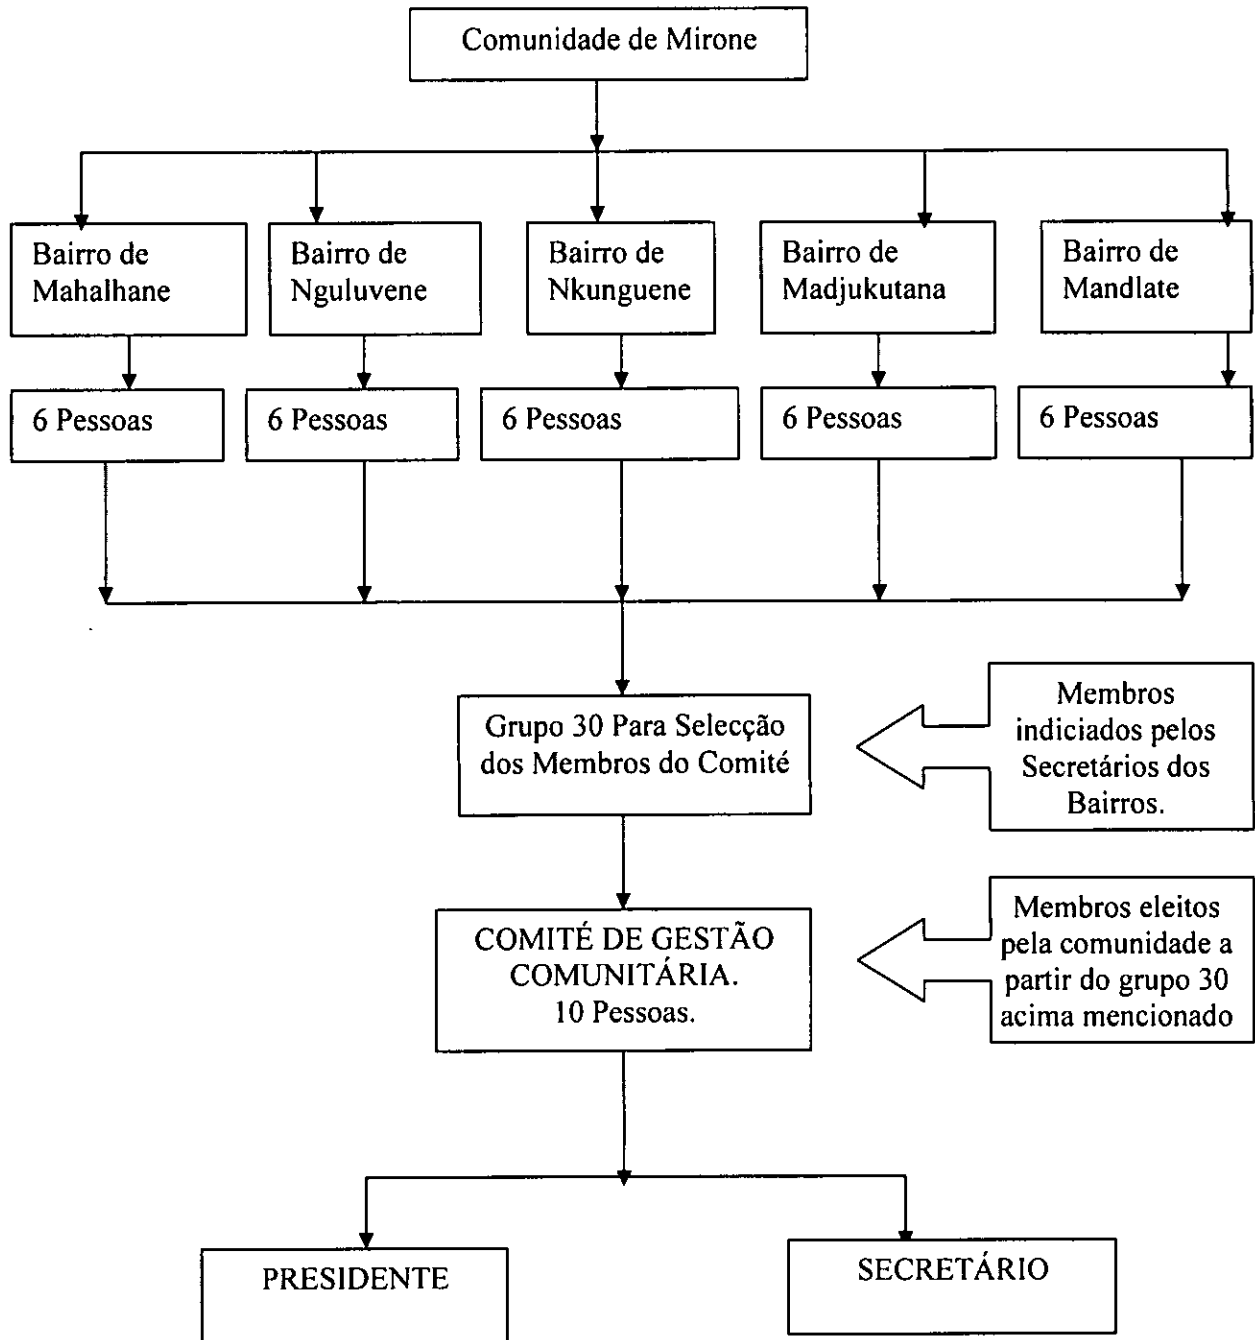 Comunidade de Mirone
Bairro de
Mahalhane
Bairro de
Nguluvene
Bairro de
Nkunguene
Bairro de
Madjukutana
Bairro de
Mandlate
6 Pessoas
6 Pessoas
6 Pessoas
6 Pessoas
6 Pessoas
Grupo 30 Para Selecção
dos Membros do Comité
Membros
indiciados pelos
Secretários dos
Bairros.
COMITÉ DE GESTÃO
COMUNITÁRIA.
10 Pessoas.
Membros eleitos
pela comunidade a
partir do grupo 30
acima mencionado
PRESIDENTE
SECRETÁRIO